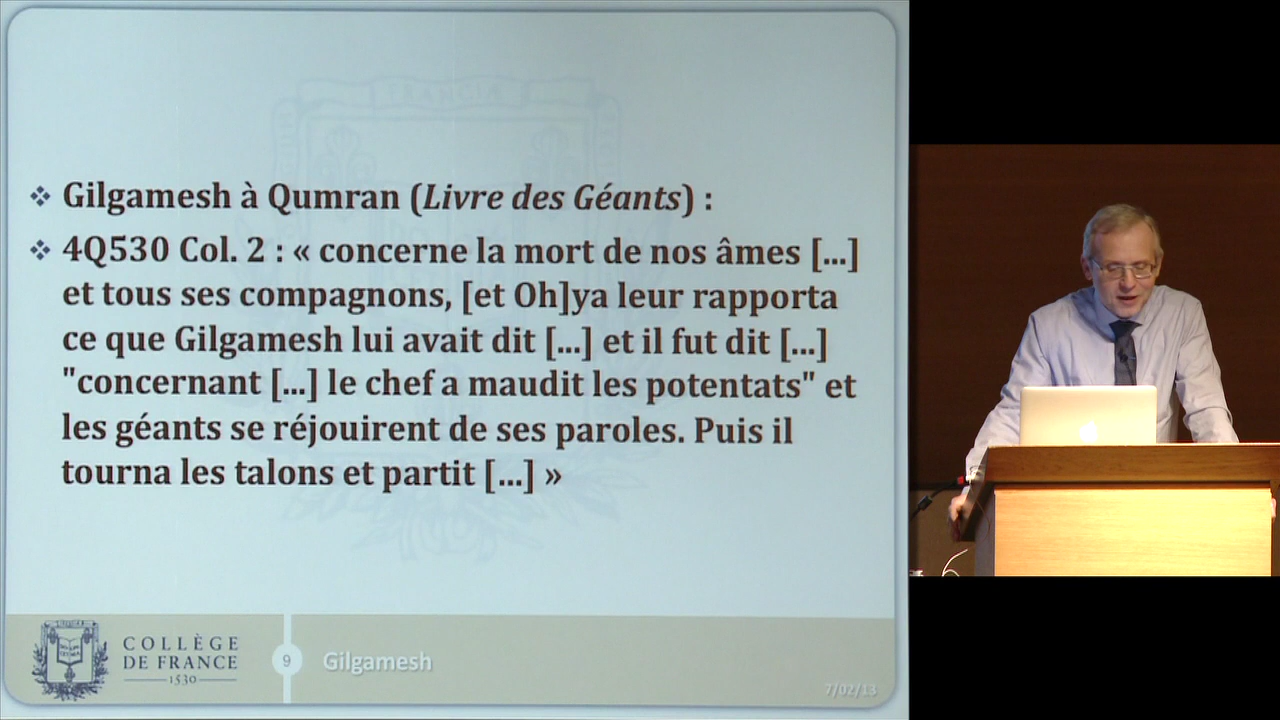 Gilgamesh à Qumran (Livre des Géants) :
4Q530 Col. 2 : « concerne la mort de nos âmes [...]
et tous ses compagnons, [et Oh]ya leur rapporta
ce que Gilgamesh lui avait dit [...] et il fut dit [...]
"concernant [...] le chef a maudit les potentats" et
les géants se réjouirent de ses paroles. Puis il
tourna les talons et partit [...] »
COLLÈGE
DE FRANCE
1530
9
Gilgamesh
7/02/13